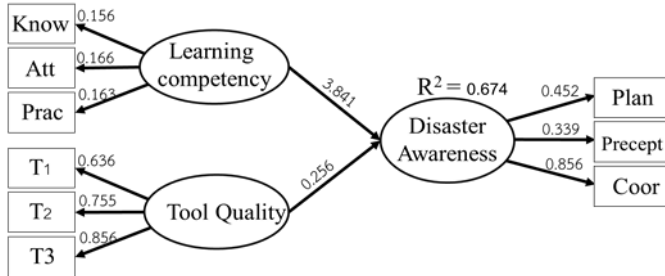 Know
0.156
Att
0.166
Prac
0.163
Learning
competency
3.841
T1
0.636
T2
0.755
T3
0.856
Tool Quality
0.256
R² = 0.674
Disaster
Awareness
0.452
Plan
0.339
Precept
0.856
Coor